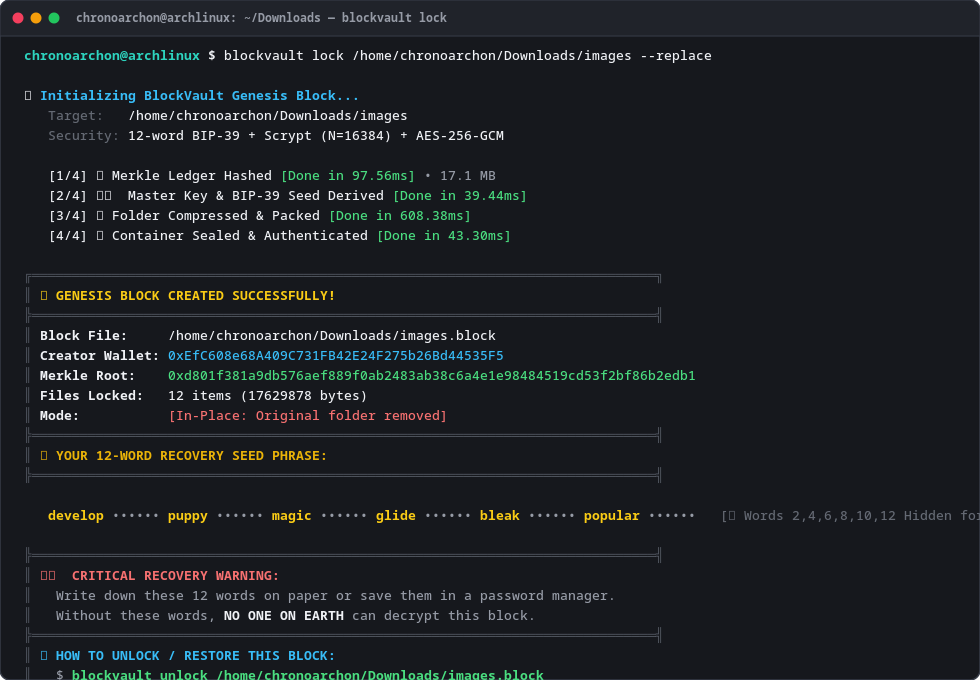 chronoarchon@archlinux: ~/Downloads — blockvault lock
chronoarchon@archlinux $ blockvault lock /home/chronoarchon/Downloads/images --replace
Initializing BlockVault Genesis Block...
Target: /home/chronoarchon/Downloads/images
Security: 12-word BIP-39 + Scrypt (N=16384) + AES-256-GCM
[1/4] Merkle Ledger Hashed [Done in 97.56ms] • 17.1 MB
[2/4] Master Key & BIP-39 Seed Derived [Done in 39.44ms]
[3/4] Folder Compressed & Packed [Done in 608.38ms]
[4/4] Container Sealed & Authenticated [Done in 43.30ms]
GENESIS BLOCK CREATED SUCCESSFULLY!
Block File: /home/chronoarchon/Downloads/images.block
Creator Wallet: 0xEfC608e68A409C731FB42E24F275b26Bd44535F5
Merkle Root: 0xd801f381a9db576aef889f0ab2483ab38c6a4e1e98484519cd53f2bf86b2edb1
Files Locked: 12 items (17629878 bytes)
Mode: [In-Place: Original folder removed]
YOUR 12-WORD RECOVERY SEED PHRASE:
develop •••••• puppy •••••• magic •••••• glide •••••• bleak •••••• popular •••••• [ Words 2,4,6,8,10,12 Hidden for
CRITICAL RECOVERY WARNING:
Write down these 12 words on paper or save them in a password manager.
Without these words, NO ONE ON EARTH can decrypt this block.
HOW TO UNLOCK / RESTORE THIS BLOCK:
$ blockvault unlock /home/chronoarchon/Downloads/images.block